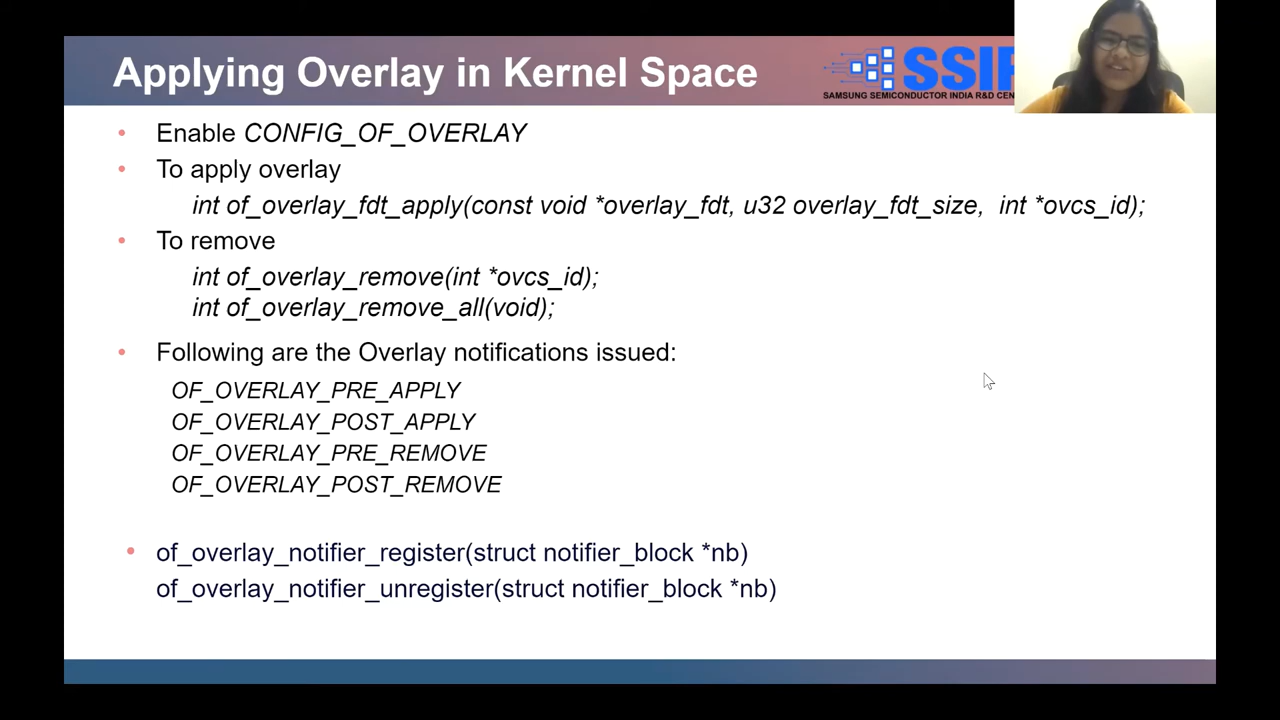 Applying Overlay in Kernel Space
SAMSUNG SEMICONDUCTOR INDIA R&D
• Enable CONFIG_OF_OVERLAY
• To apply overlay
int of_overlay_fdt_apply(const void *overlay_fdt, u32 overlay_fdt_size, int *ovcs_id);
• To remove
int of_overlay_remove(int *ovcs_id);
int of_overlay_remove_all(void);
• Following are the Overlay notifications issued:
OF_OVERLAY_PRE_APPLY
OF_OVERLAY_POST_APPLY
OF_OVERLAY_PRE_REMOVE
OF_OVERLAY_POST_REMOVE
• of_overlay_notifier_register(struct notifier_block *nb)
of_overlay_notifier_unregister(struct notifier_block *nb)